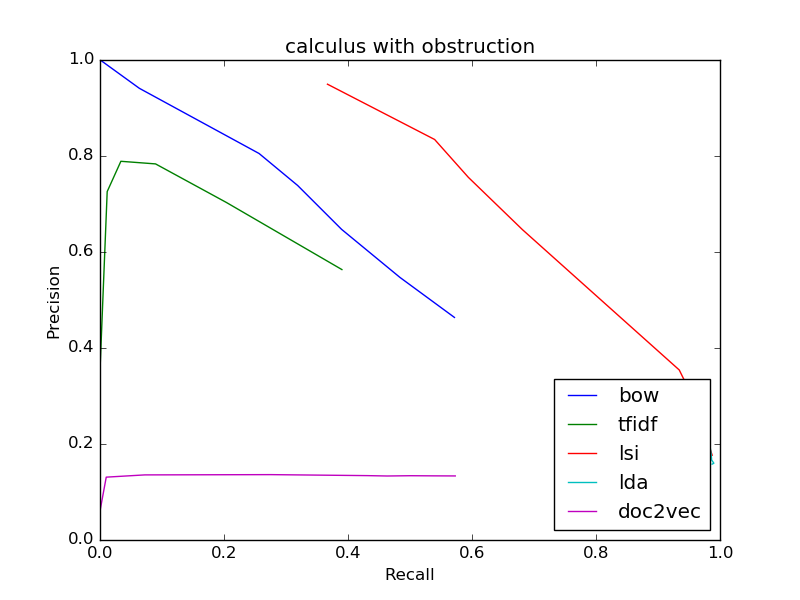 calculus with obstruction
1.0
0.8
0.6
0.4
0.2
0.0
Precision
0.0 0.2 0.4 0.6 0.8 1.0
Recall
bow
tfidf
lsi
lda
doc2vec